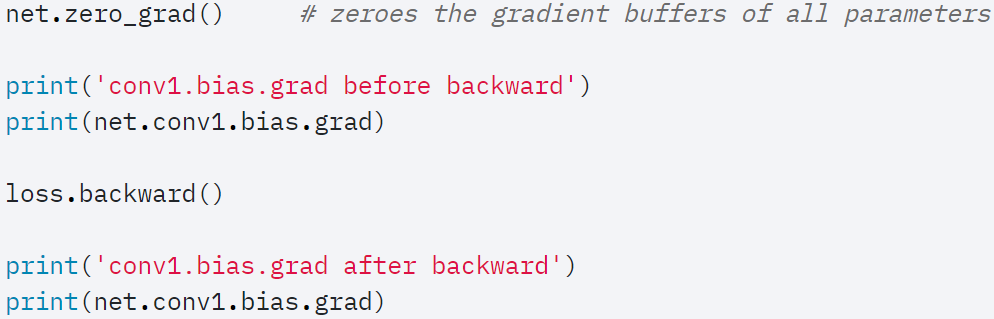 net.zero_grad()     # zeroes the gradient buffers of all parameters
print('conv1.bias.grad before backward')
print(net.conv1.bias.grad)
loss.backward()
print('conv1.bias.grad after backward')
print(net.conv1.bias.grad)